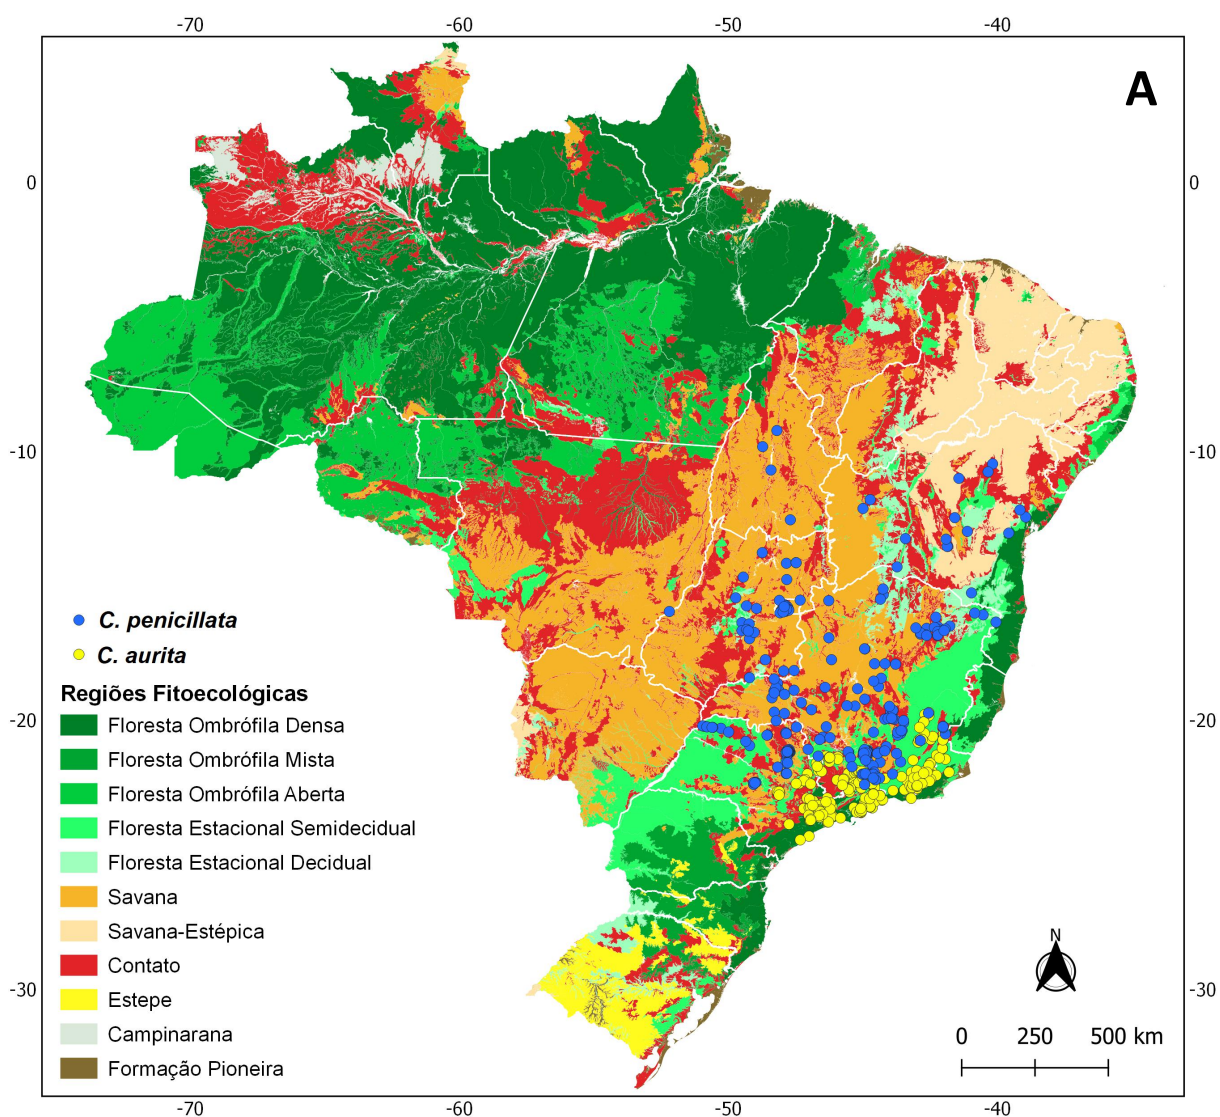 -70 -60 -50 -40
A
0 0
-10 -10
C. penicillata
C. aurita
Regiões Fitoecológicas
-20 -20
Floresta Ombrófila Densa
Floresta Ombrófila Mista
Floresta Ombrófila Aberta
Floresta Estacional Semidecidual
Floresta Estacional Decidual
Savana
Savana-Estépica
N
Contato
-30 -30
Estepe
Campinarana
0 250 500 km
Formação Pioneira
-70 -60 -50 -40